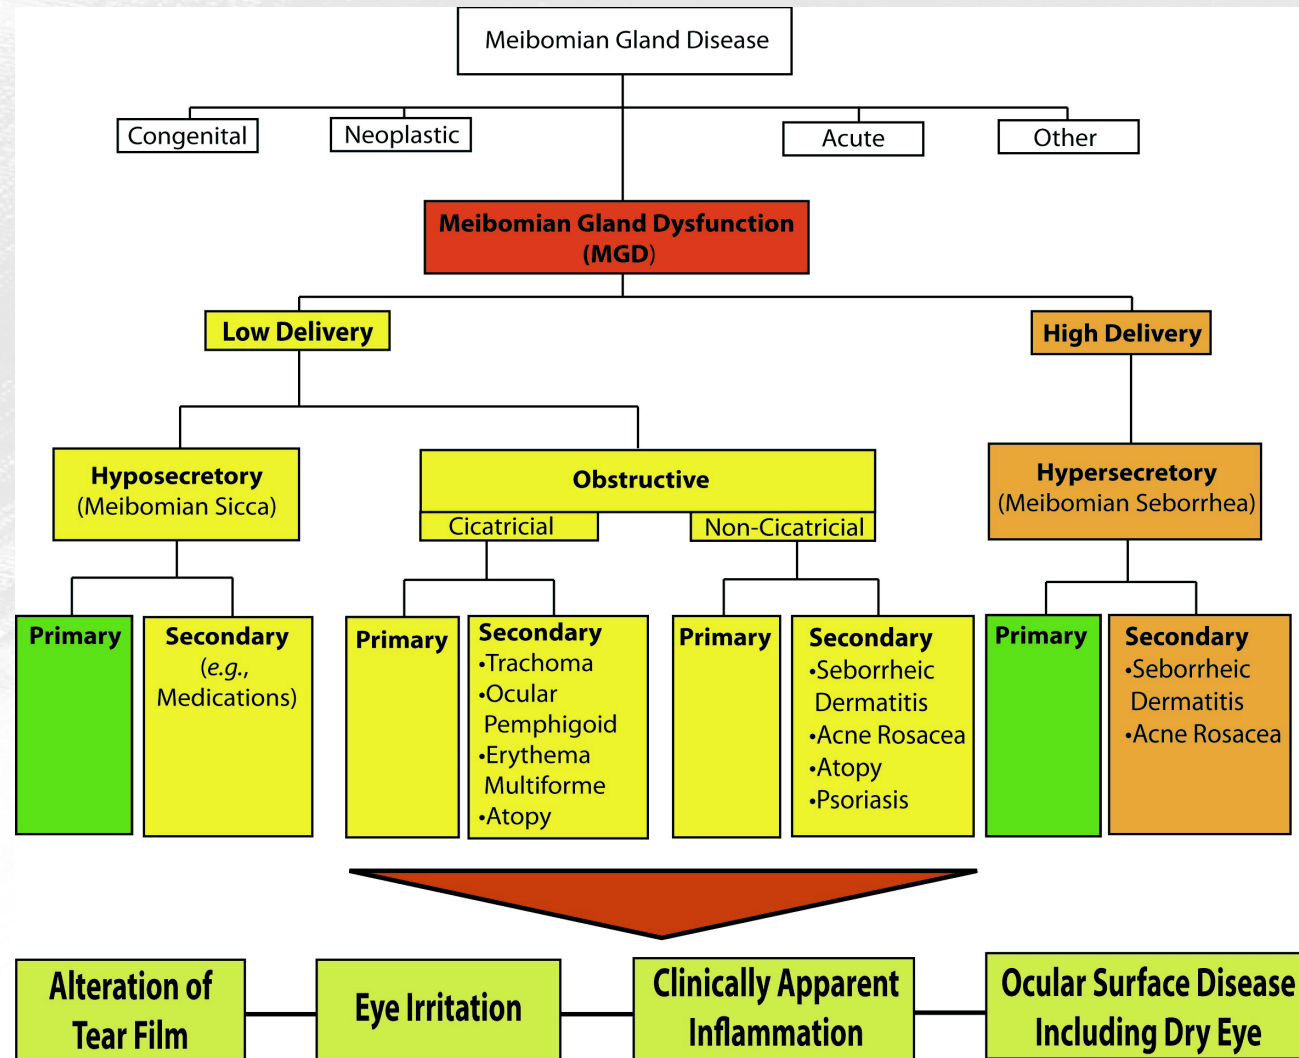 Meibomian Gland Disease
Congenital
Neoplastic
Acute
Other
Meibomian Gland Dysfunction
(MGD)
Low Delivery
High Delivery
Hyposecretory
(Meibomian Sicca)
Obstructive
Cicatricial
Non-Cicatricial
Hypersecretory
(Meibomian Seborrhea)
Primary
Secondary
(e.g.,
Medications)
Primary
Secondary
•Trachoma
•Ocular
Pemphigoid
•Erythema
Multiforme
•Atopy
Primary
Secondary
•Seborrheic
Dermatitis
•Acne Rosacea
•Atopy
•Psoriasis
Primary
Secondary
•Seborrheic
Dermatitis
•Acne Rosacea
Alteration of
Tear Film
Eye Irritation
Clinically Apparent
Inflammation
Ocular Surface Disease
Including Dry Eye